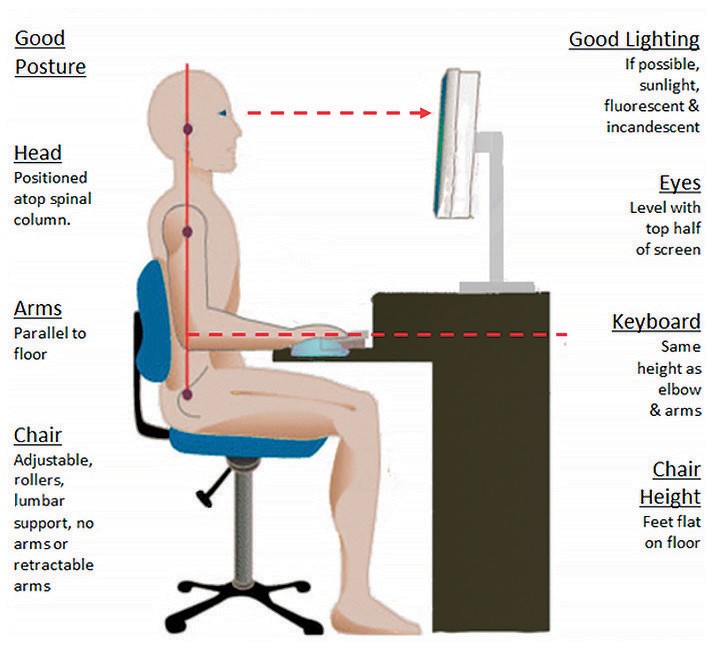 Good
Posture
Head
Positioned
atop spinal
column.
Arms
Parallel to
floor
Chair
Adjustable,
rollers,
lumbar
support, no
arms or
retractable
arms
Good Lighting
If possible,
sunlight,
fluorescent &
incandescent
Eyes
Level with
top half
of screen
Keyboard
Same
height as
elbow
& arms
Chair
Height
Feet flat
on floor